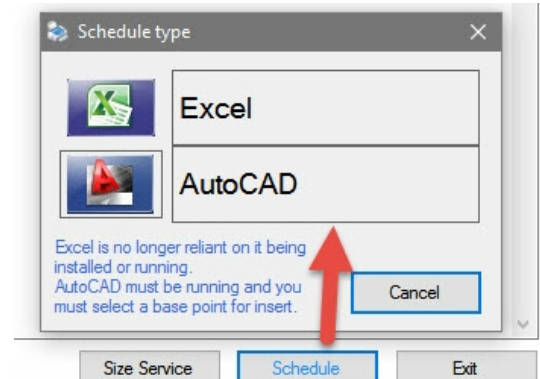 Schedule type
Excel
AutoCAD
Excel is no longer reliant on it being
installed or running.
AutoCAD must be running and you
must select a base point for insert.
Cancel
Size Service
Schedule
Exit